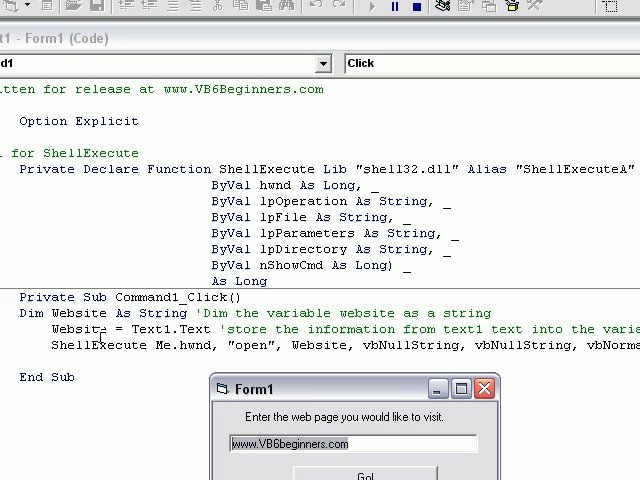 t1 - Form1 (Code)
d1 Click
itten for release at www.VB6Beginners.com
Option Explicit
l for ShellExecute
Private Declare Function ShellExecute Lib "shell32.dll" Alias "ShellExecuteA"
ByVal hwnd As Long, _
ByVal lpOperation As String, _
ByVal lpFile As String, _
ByVal lpParameters As String, _
ByVal lpDirectory As String, _
ByVal nShowCmd As Long) _
As Long
Private Sub Command1_Click()
Dim Website As String 'Dim the variable website as a string
Website = Text1.Text 'store the information from text1 text into the varia
ShellExecute Me.hwnd, "open", Website, vbNullString, vbNullString, vbNorma
End Sub
Form1
Enter the web page you would like to visit.
www.VB6beginners.com
Go!